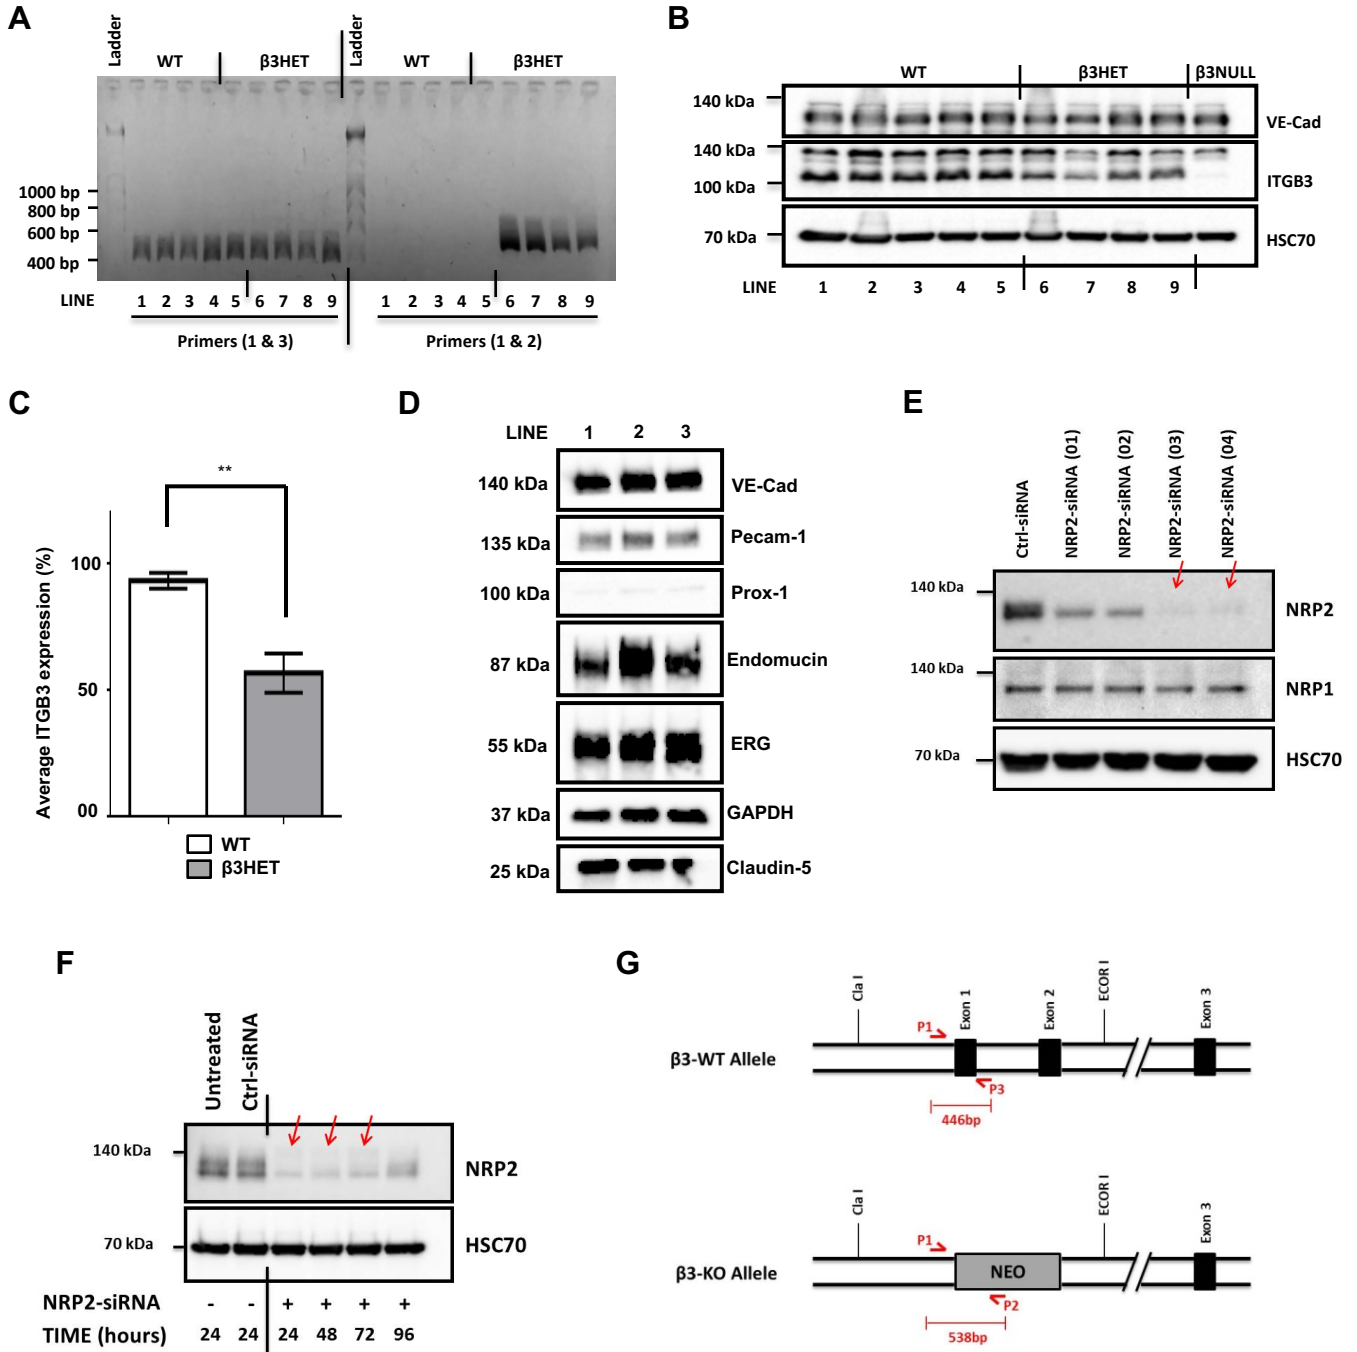 A
Ladder
WT
β3HET
Ladder
WT
β3HET
1000 bp
800 bp
600 bp
400 bp
LINE
1 2 3 4 5 6 7 8 9
1 2 3 4 5 6 7 8 9
Primers (1 & 3)
Primers (1 & 2)
B
WT
β3HET
β3NULL
140 kDa
VE-Cad
140 kDa
100 kDa
ITGB3
70 kDa
HSC70
LINE 1 2 3 4 5 6 7 8 9
C
Average ITGB3 expression (%)
**
100
50
00
WT
β3HET
D
LINE 1 2 3
140 kDa
VE-Cad
135 kDa
Pecam-1
100 kDa
Prox-1
87 kDa
Endomucin
55 kDa
ERG
37 kDa
GAPDH
25 kDa
Claudin-5
E
Ctrl-siRNA
NRP2-siRNA (01)
NRP2-siRNA (02)
NRP2-siRNA (03)
NRP2-siRNA (04)
140 kDa
NRP2
140 kDa
NRP1
70 kDa
HSC70
F
Untreated
Ctrl-siRNA
140 kDa
NRP2
70 kDa
HSC70
NRP2-siRNA - - + + + +
TIME (hours) 24 24 24 48 72 96
G
Cla I
Exon 1
Exon 2
ECOR I
Exon 3
P1
β3-WT Allele
P3
446bp
Cla I
ECOR I
Exon 3
P1
β3-KO Allele
NEO
P2
538bp